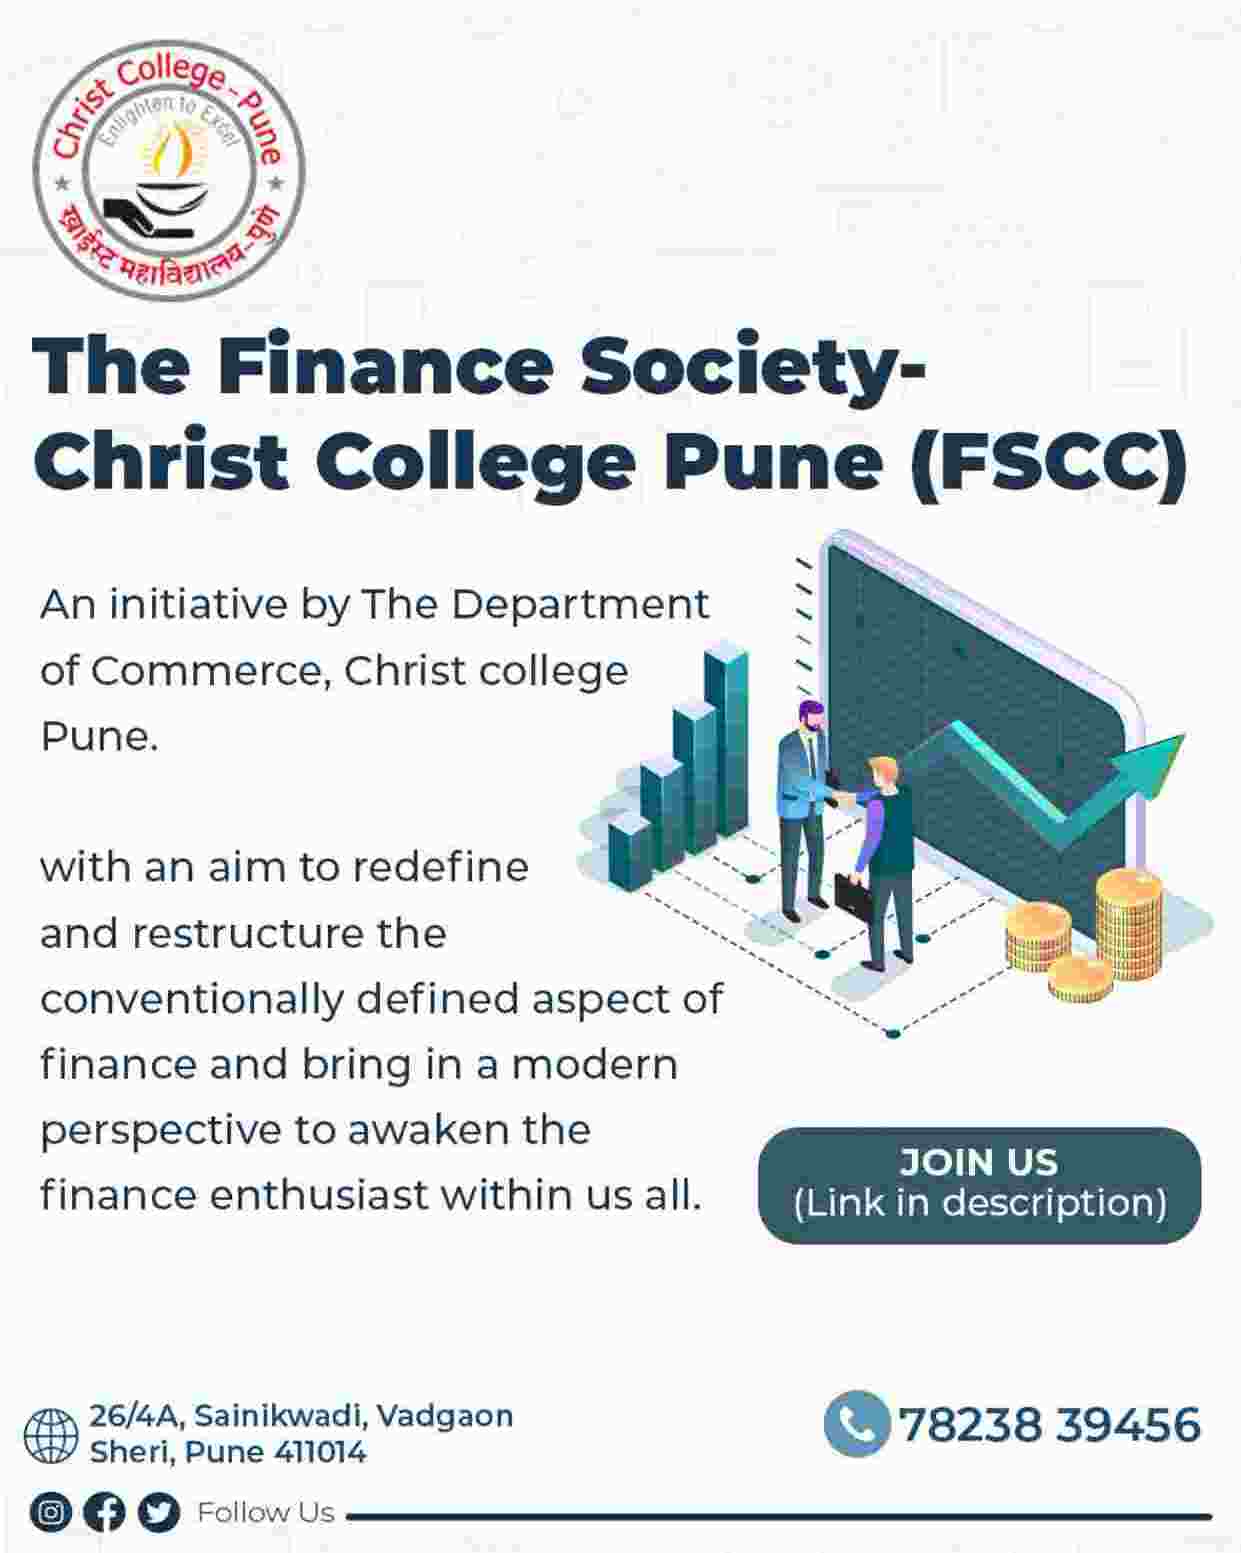 Christ College - Pune
Enlighten to Excel
ख्राईस्ट महाविद्यालय-पुणे
The Finance Society-
Christ College Pune (FSCC)
An initiative by The Department
of Commerce, Christ college
Pune.
with an aim to redefine
and restructure the
conventionally defined aspect of
finance and bring in a modern
perspective to awaken the
finance enthusiast within us all.
JOIN US
(Link in description)
26/4A, Sainikwadi, Vadgaon
Sheri, Pune 411014
78238 39456
Follow Us